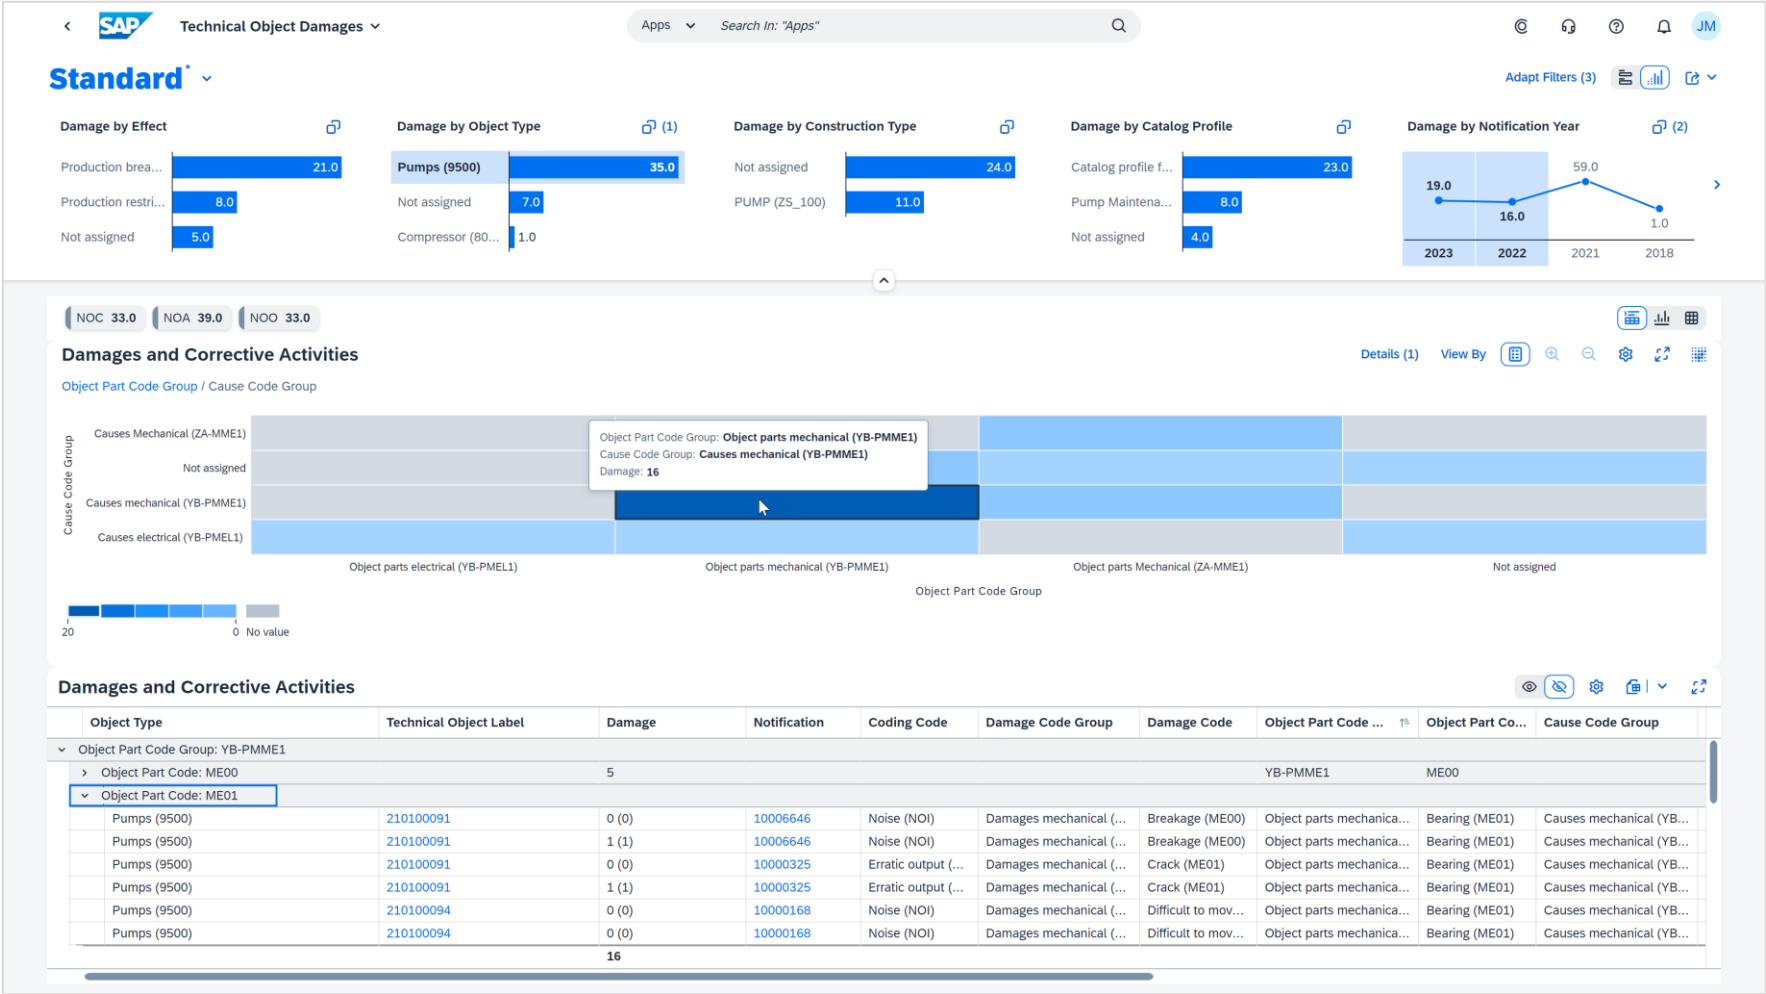 SAP Technical Object Damages Apps Search In: "Apps" JM
Standard* Adapt Filters (3)
Damage by Effect
Production brea... 21.0
Production restri... 8.0
Not assigned 5.0
Damage by Object Type (1)
Pumps (9500) 35.0
Not assigned 7.0
Compressor (80... 1.0
Damage by Construction Type
Not assigned 24.0
PUMP (ZS_100) 11.0
Damage by Catalog Profile
Catalog profile f... 23.0
Pump Maintena... 8.0
Not assigned 4.0
Damage by Notification Year (2)
19.0 16.0 59.0 1.0
2023 2022 2021 2018
NOC 33.0 NOA 39.0 NOO 33.0
Damages and Corrective Activities Details (1) View By
Object Part Code Group / Cause Code Group
Cause Code Group
Causes Mechanical (ZA-MME1)
Not assigned
Causes mechanical (YB-PMME1)
Causes electrical (YB-PMEL1)
Object Part Code Group: Object parts mechanical (YB-PMME1)
Cause Code Group: Causes mechanical (YB-PMME1)
Damage: 16
Object parts electrical (YB-PMEL1) Object parts mechanical (YB-PMME1) Object parts Mechanical (ZA-MME1) Not assigned
Object Part Code Group
20 0 No value
Damages and Corrective Activities
Object Type Technical Object Label Damage Notification Coding Code Damage Code Group Damage Code Object Part Code ... Object Part Co... Cause Code Group
Object Part Code Group: YB-PMME1
Object Part Code: ME00 5 YB-PMME1 ME00
Object Part Code: ME01
Pumps (9500) 210100091 0 (0) 10006646 Noise (NOI) Damages mechanical (... Breakage (ME00) Object parts mechanica... Bearing (ME01) Causes mechanical (YB...
Pumps (9500) 210100091 1 (1) 10006646 Noise (NOI) Damages mechanical (... Breakage (ME00) Object parts mechanica... Bearing (ME01) Causes mechanical (YB...
Pumps (9500) 210100091 0 (0) 10000325 Erratic output (... Damages mechanical (... Crack (ME01) Object parts mechanica... Bearing (ME01) Causes mechanical (YB...
Pumps (9500) 210100091 1 (1) 10000325 Erratic output (... Damages mechanical (... Crack (ME01) Object parts mechanica... Bearing (ME01) Causes mechanical (YB...
Pumps (9500) 210100094 0 (0) 10000168 Noise (NOI) Damages mechanical (... Difficult to mov... Object parts mechanica... Bearing (ME01) Causes mechanical (YB...
Pumps (9500) 210100094 0 (0) 10000168 Noise (NOI) Damages mechanical (... Difficult to mov... Object parts mechanica... Bearing (ME01) Causes mechanical (YB...
16